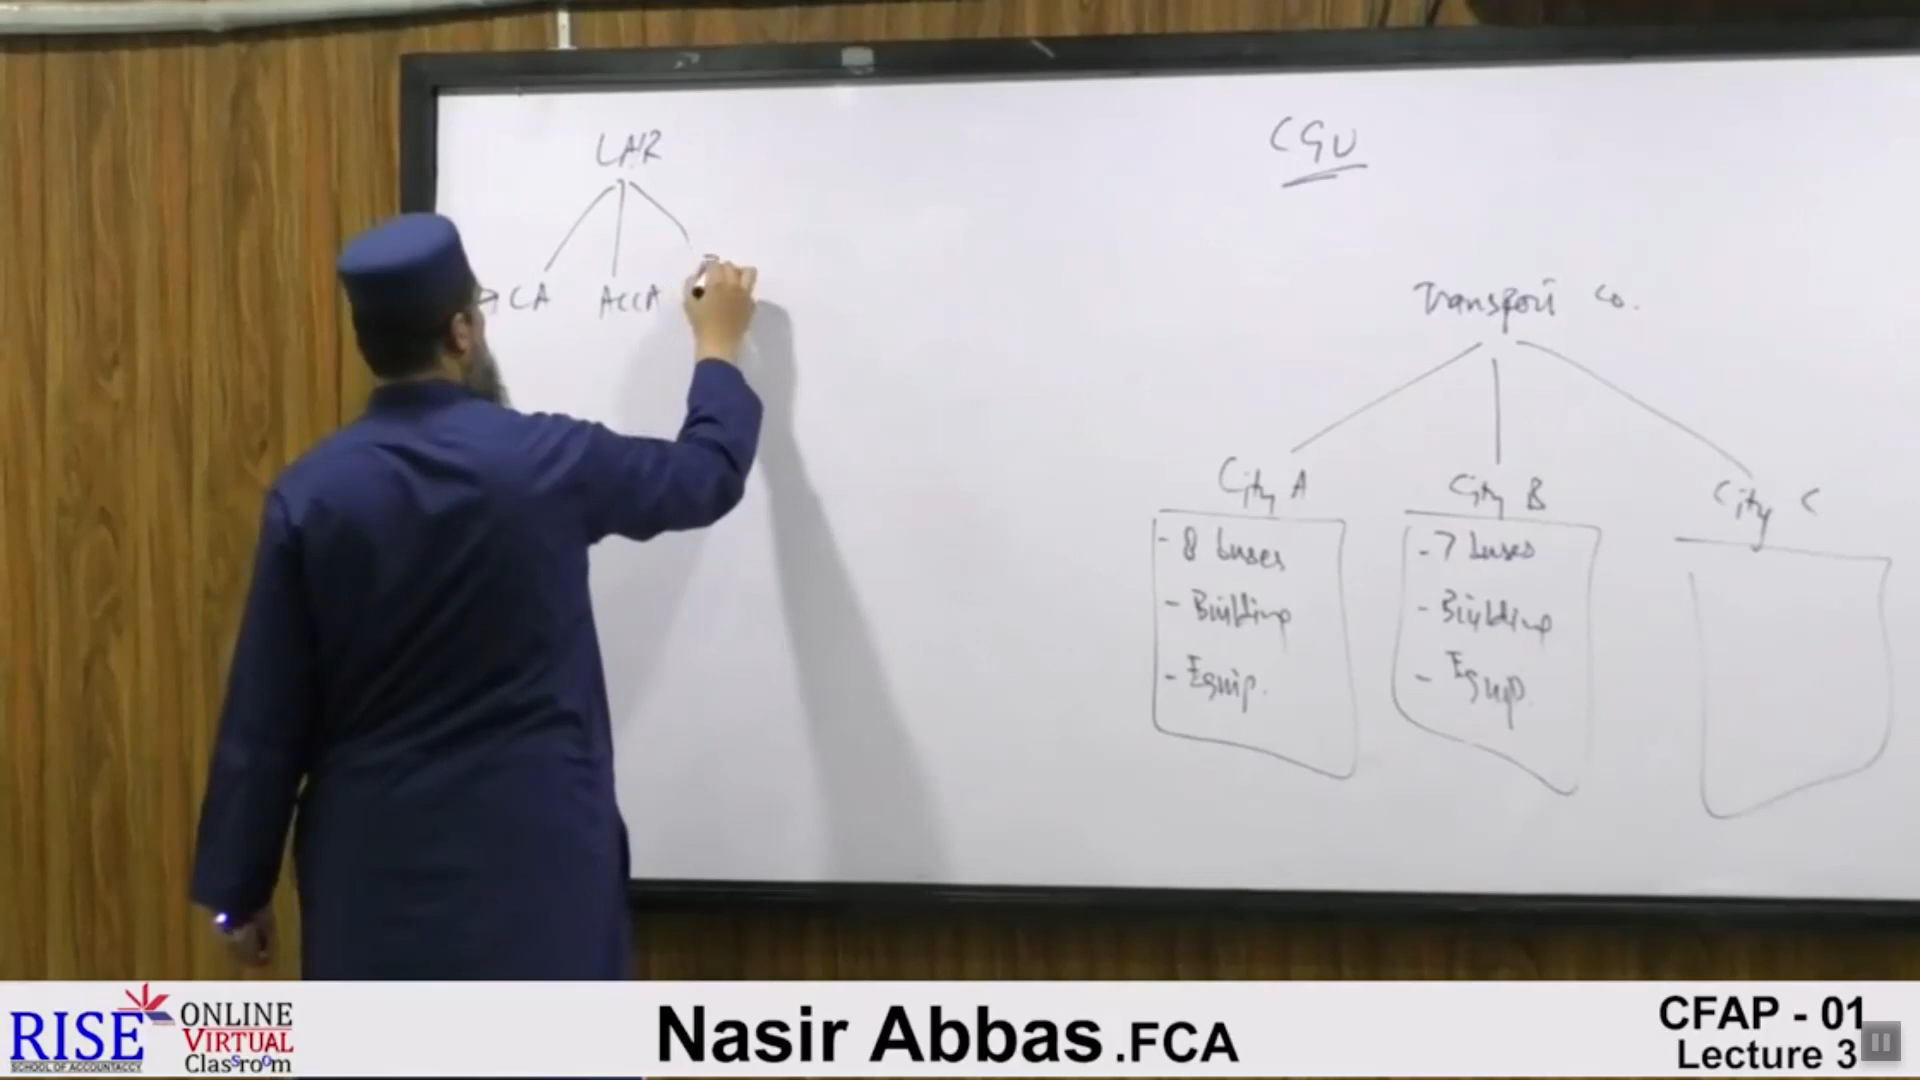 LHR
CA ACCA
CGU
Transport Co.
City A City B City C
- 8 buses
- Building
- Equip.
- 7 buses
- Building
- Equip.
RISE
SCHOOL OF ACCOUNTANCY
ONLINE
VIRTUAL
Classroom
Nasir Abbas .FCA
CFAP - 01
Lecture 3